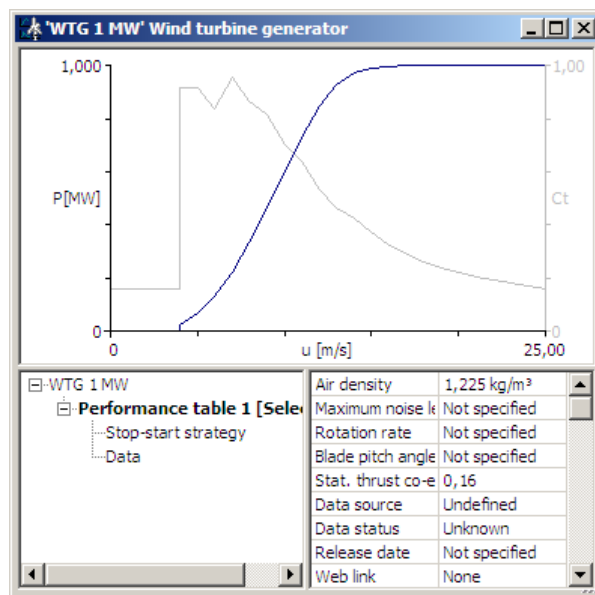 'WTG 1 MW' Wind turbine generator
1,000
1,00
P[MW]
Ct
0
0
0
u [m/s]
25,00
WTG 1 MW
Performance table 1 [Selec
Stop-start strategy
Data
Air density 1,225 kg/m³
Maximum noise le Not specified
Rotation rate Not specified
Blade pitch angle Not specified
Stat. thrust co-e 0,16
Data source Undefined
Data status Unknown
Release date Not specified
Web link None